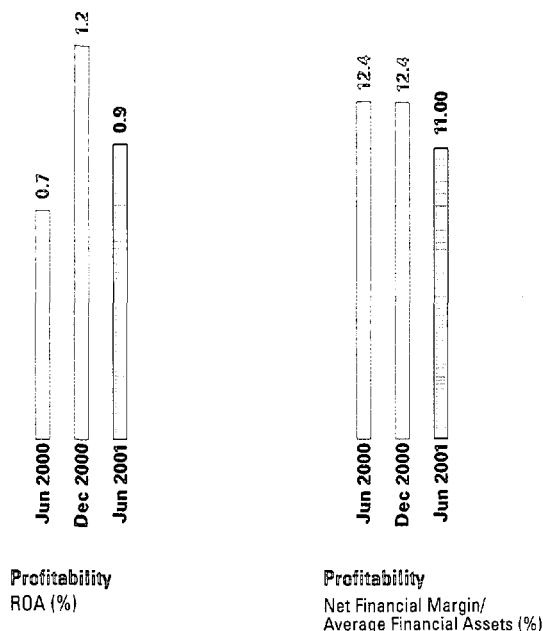 0.7
1.2
0.9
Jun 2000
Dec 2000
Jun 2001
Profitability
ROA (%)
12.4
12.4
11.00
Jun 2000
Dec 2000
Jun 2001
Profitability
Net Financial Margin/
Average Financial Assets (%)